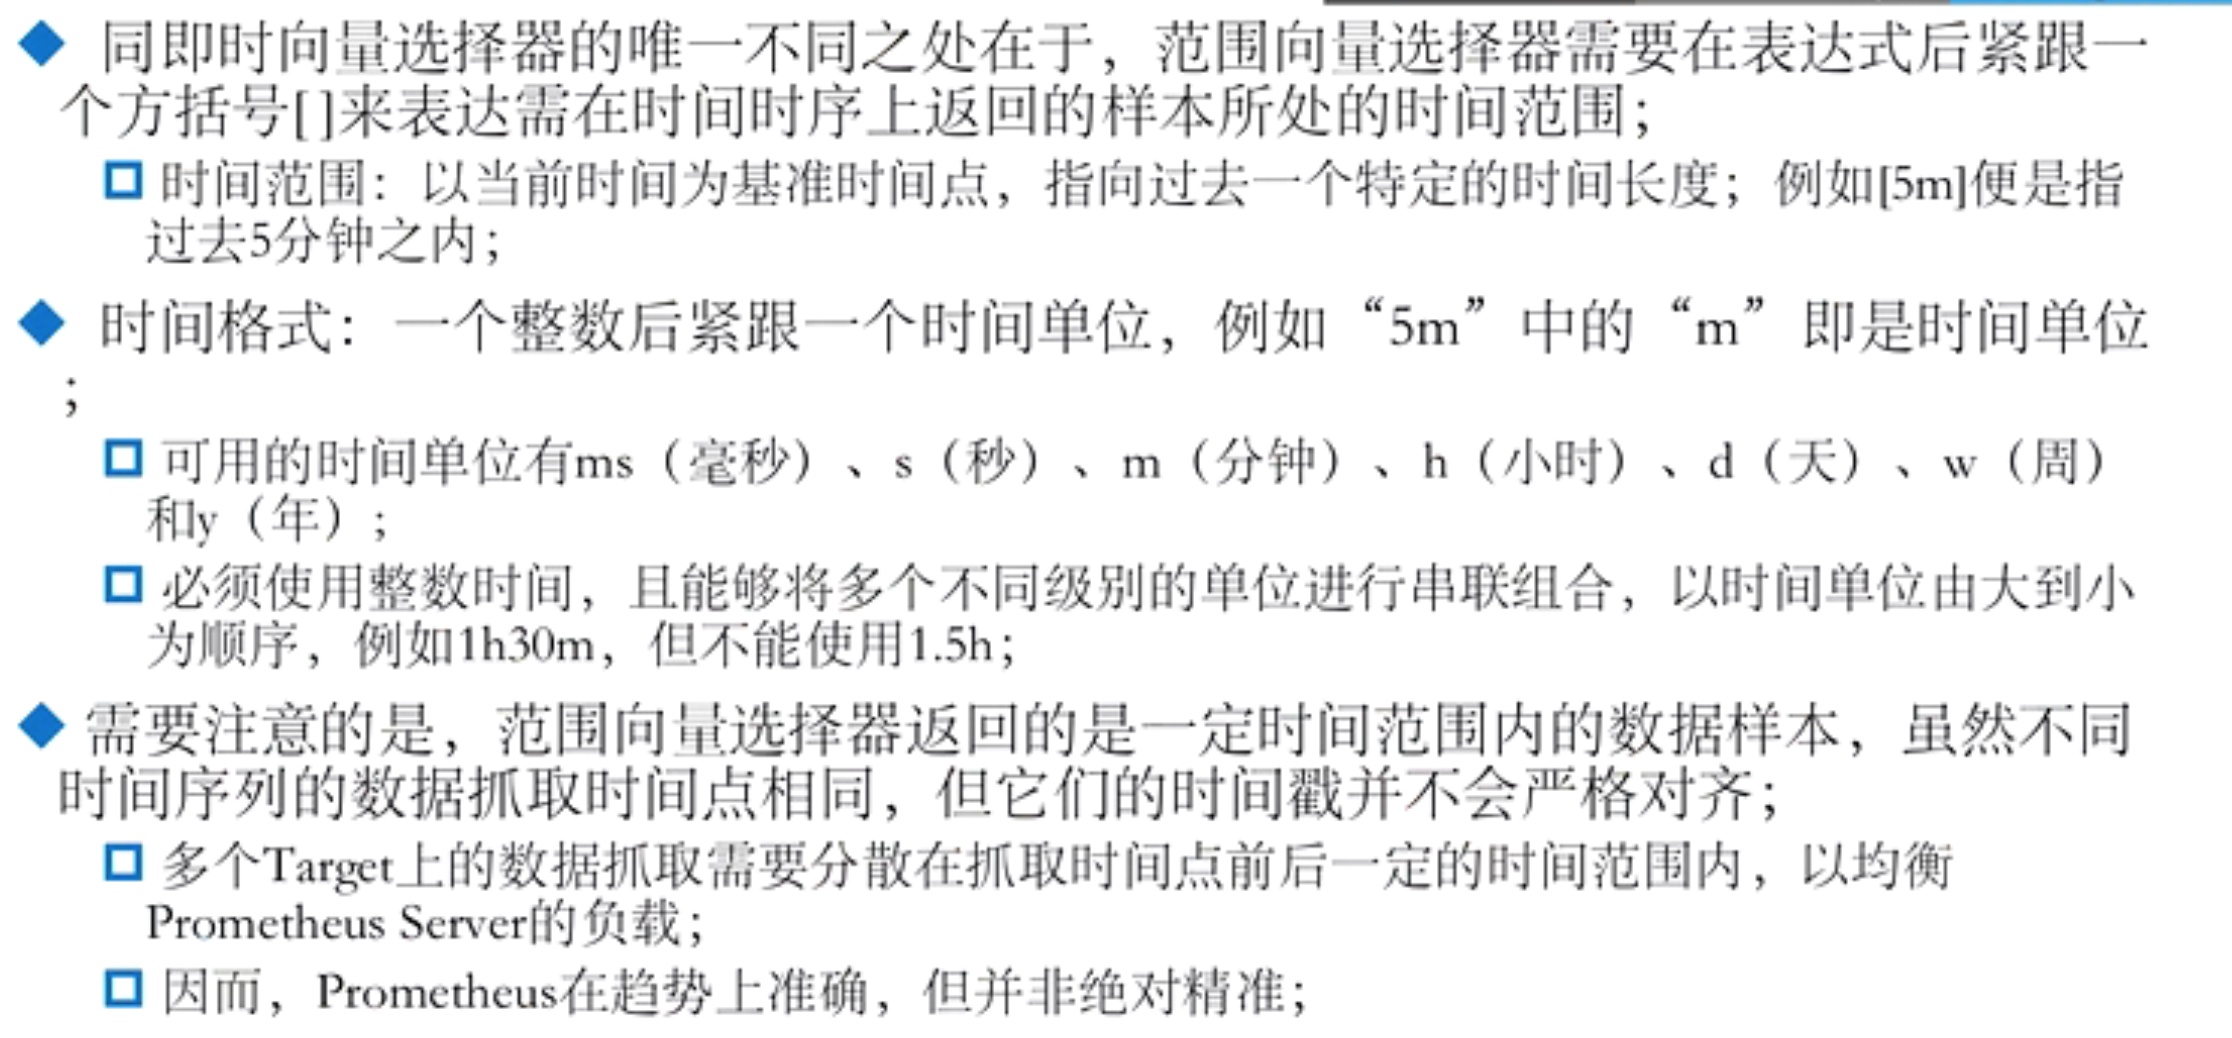 同即时向量选择器的唯一不同之处在于，范围向量选择器需要在表达式后紧跟一
个方括号[]来表达需在时间时序上返回的样本所处的时间范围；
时间范围：以当前时间为基准时间点，指向过去一个特定的时间长度；例如[5m]便是指
过去5分钟之内；
时间格式：一个整数后紧跟一个时间单位，例如“5m”中的“m”即是时间单位
；
可用的时间单位有ms（毫秒）、s（秒）、m（分钟）、h（小时）、d（天）、w（周）
和y（年）；
必须使用整数时间，且能够将多个不同级别的单位进行串联组合，以时间单位由大到小
为顺序，例如1h30m，但不能使用1.5h；
需要注意的是，范围向量选择器返回的是一定时间范围内的数据样本，虽然不同
时间序列的数据抓取时间点相同，但它们的时间戳并不会严格对齐；
多个Target上的数据抓取需要分散在抓取时间点前后一定的时间范围内，以均衡
Prometheus Server的负载；
因而，Prometheus在趋势上准确，但并非绝对精准；